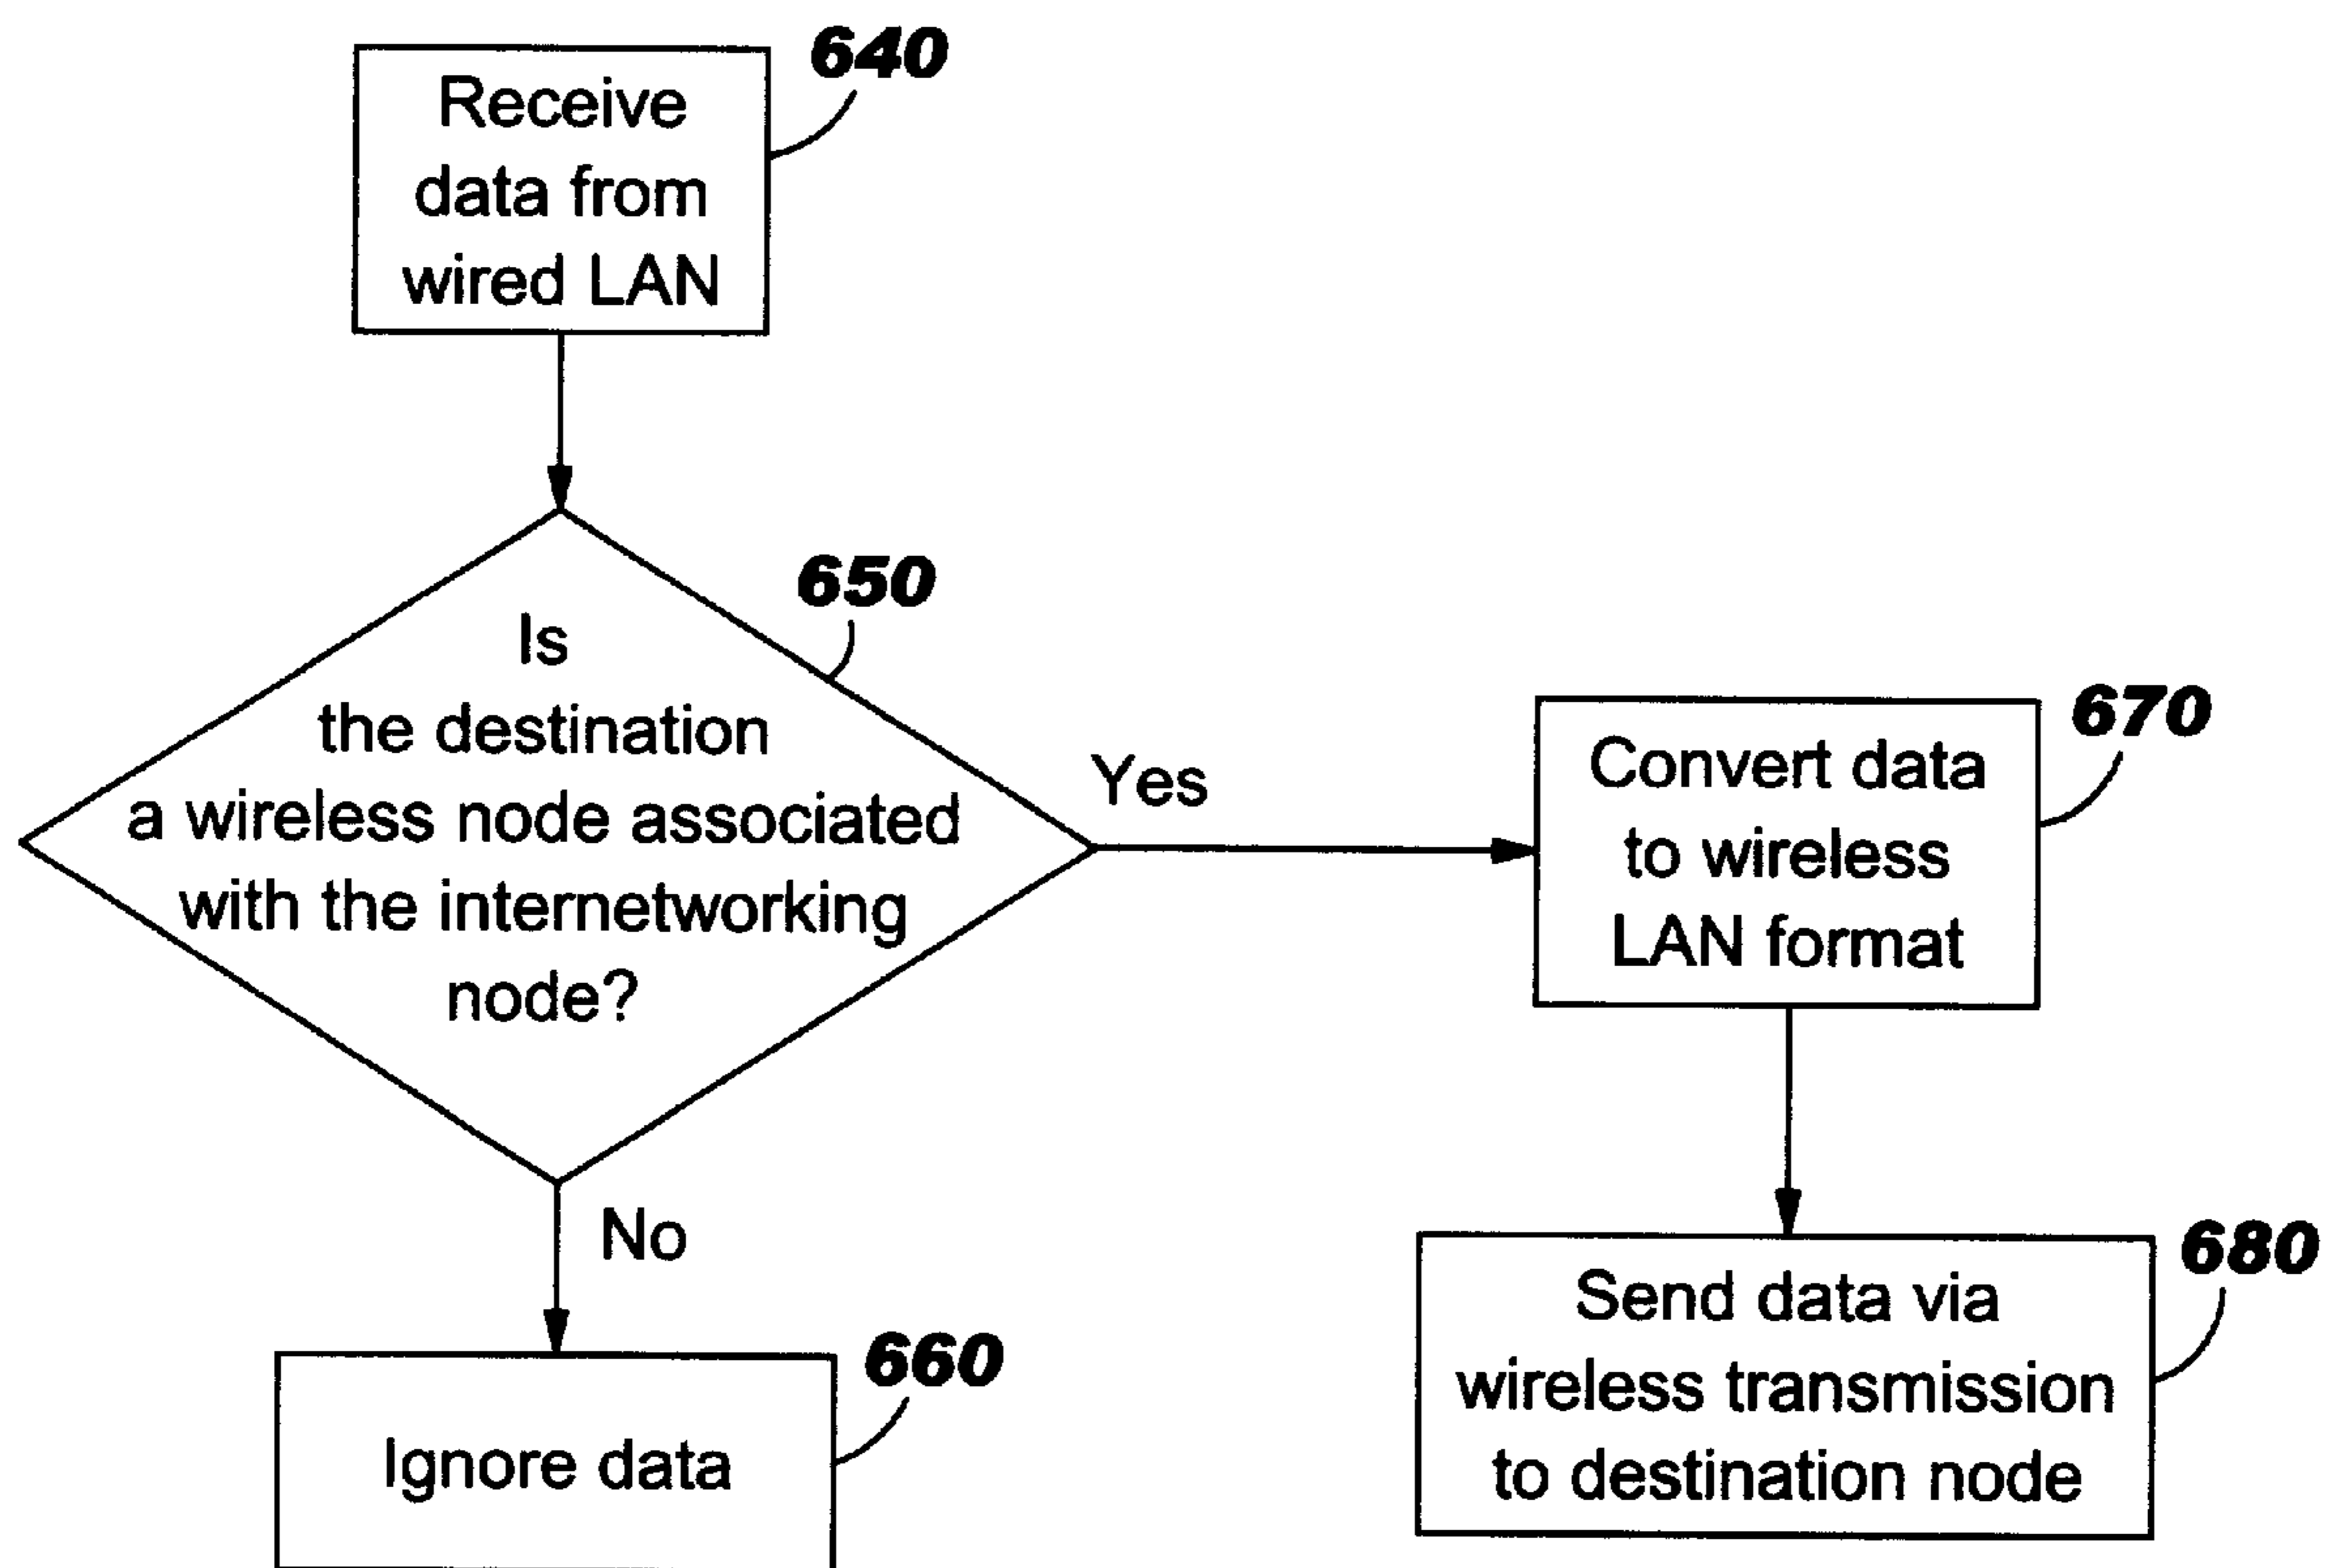 640
Receive
data from
wired LAN
650
Is
the destination
a wireless node associated
with the internetworking
node?
Yes
670
Convert data
to wireless
LAN format
No
680
Send data via
wireless transmission
to destination node
660
Ignore data